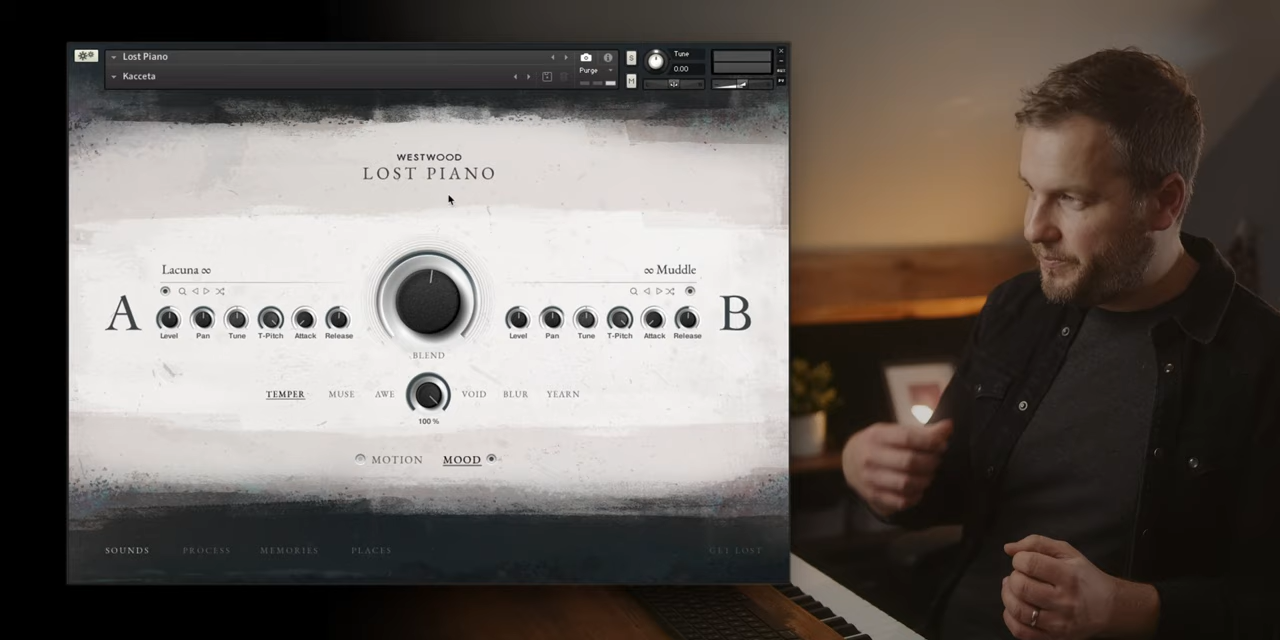 Lost Piano
Tune
S
Purge
0.00
Kacceta
M
WESTWOOD
LOST PIANO
Lacuna ∞
∞ Muddle
A
B
Level Pan Tune T-Pitch Attack Release
Level Pan Tune T-Pitch Attack Release
BLEND
TEMPER MUSE AWE VOID BLUR YEARN
100 %
MOTION MOOD
SOUNDS PROCESS MEMORIES PLACES GET LOST